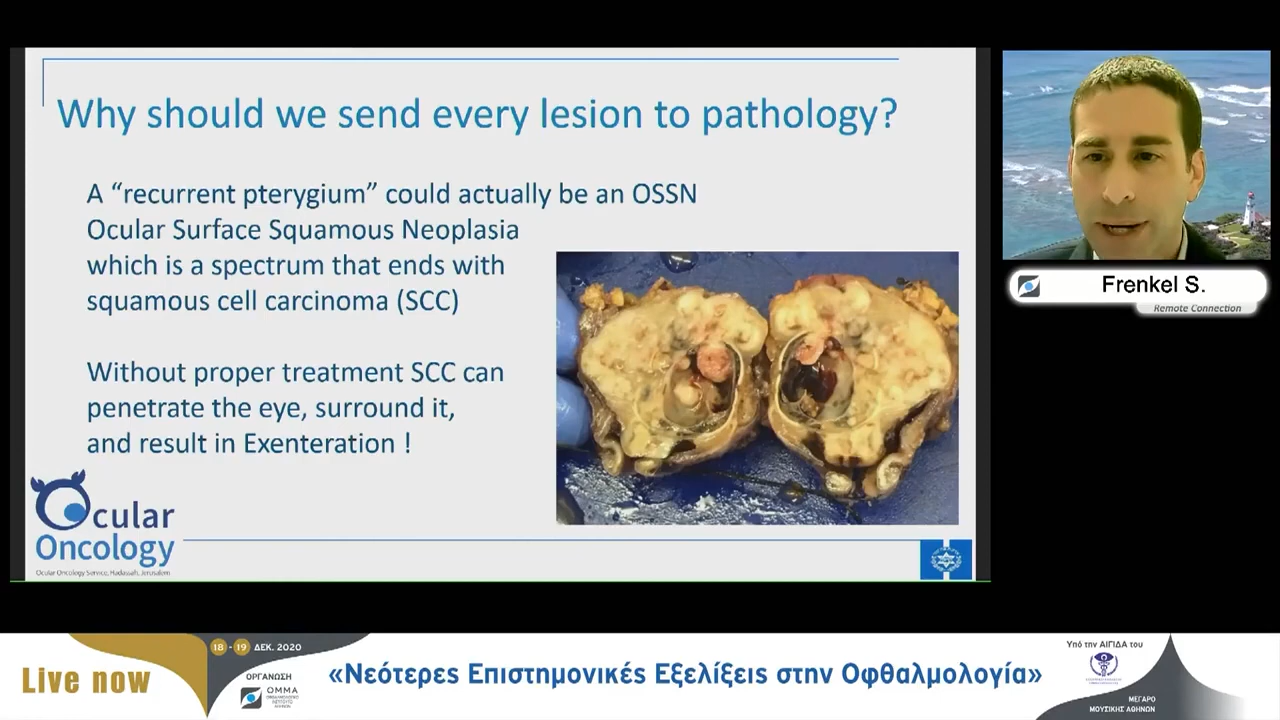 Why should we send every lesion to pathology?
A “recurrent pterygium” could actually be an OSSN
Ocular Surface Squamous Neoplasia
which is a spectrum that ends with
squamous cell carcinoma (SCC)
Without proper treatment SCC can
penetrate the eye, surround it,
and result in Exenteration !
Ocular
Oncology
Ocular Oncology Service, Hadassah, Jerusalem
Frenkel S.
Remote Connection
Live now
18 - 19 ΔΕΚ. 2020
ΟΡΓΑΝΩΣΗ
ΟΜΜΑ
«Νεότερες Επιστημονικές Εξελίξεις στην Οφθαλμολογία»
Υπό την ΑΙΓΙΔΑ του
ΜΕΓΑΡΟ
ΜΟΥΣΙΚΗΣ ΑΘΗΝΩΝ